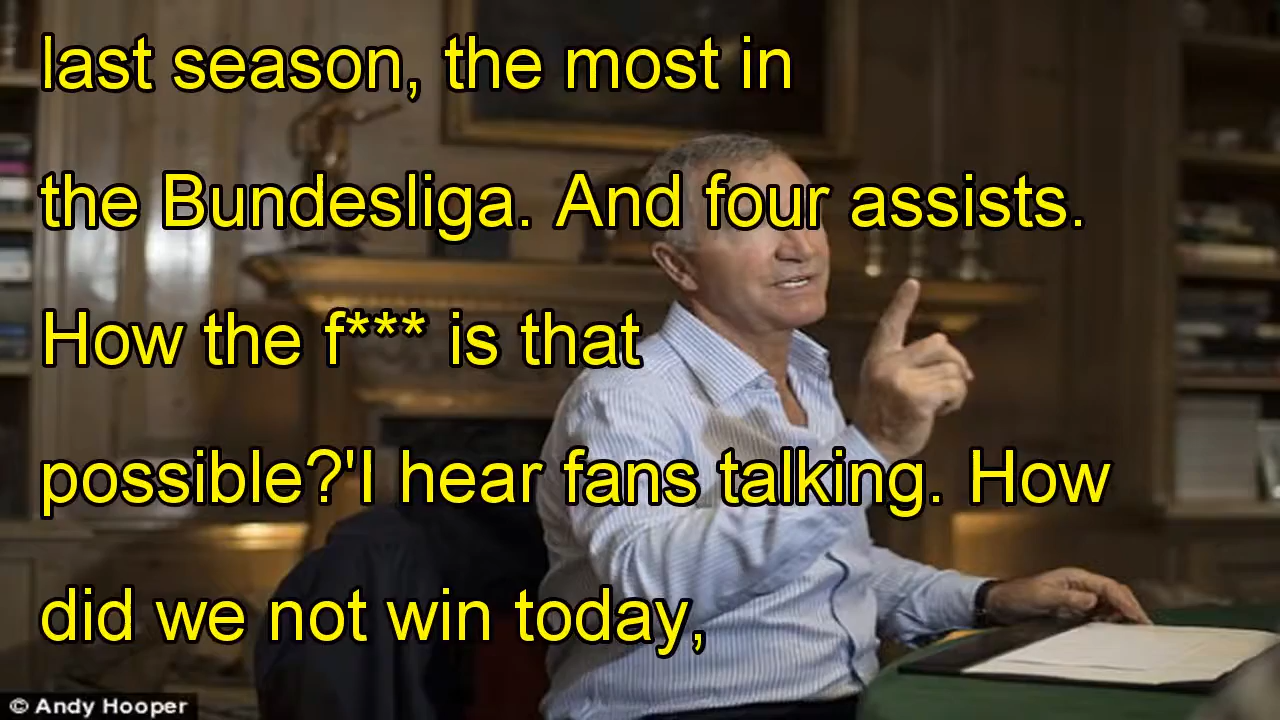 last season, the most in
the Bundesliga. And four assists.
How the f*** is that
possible?'I hear fans talking. How
did we not win today,
© Andy Hooper